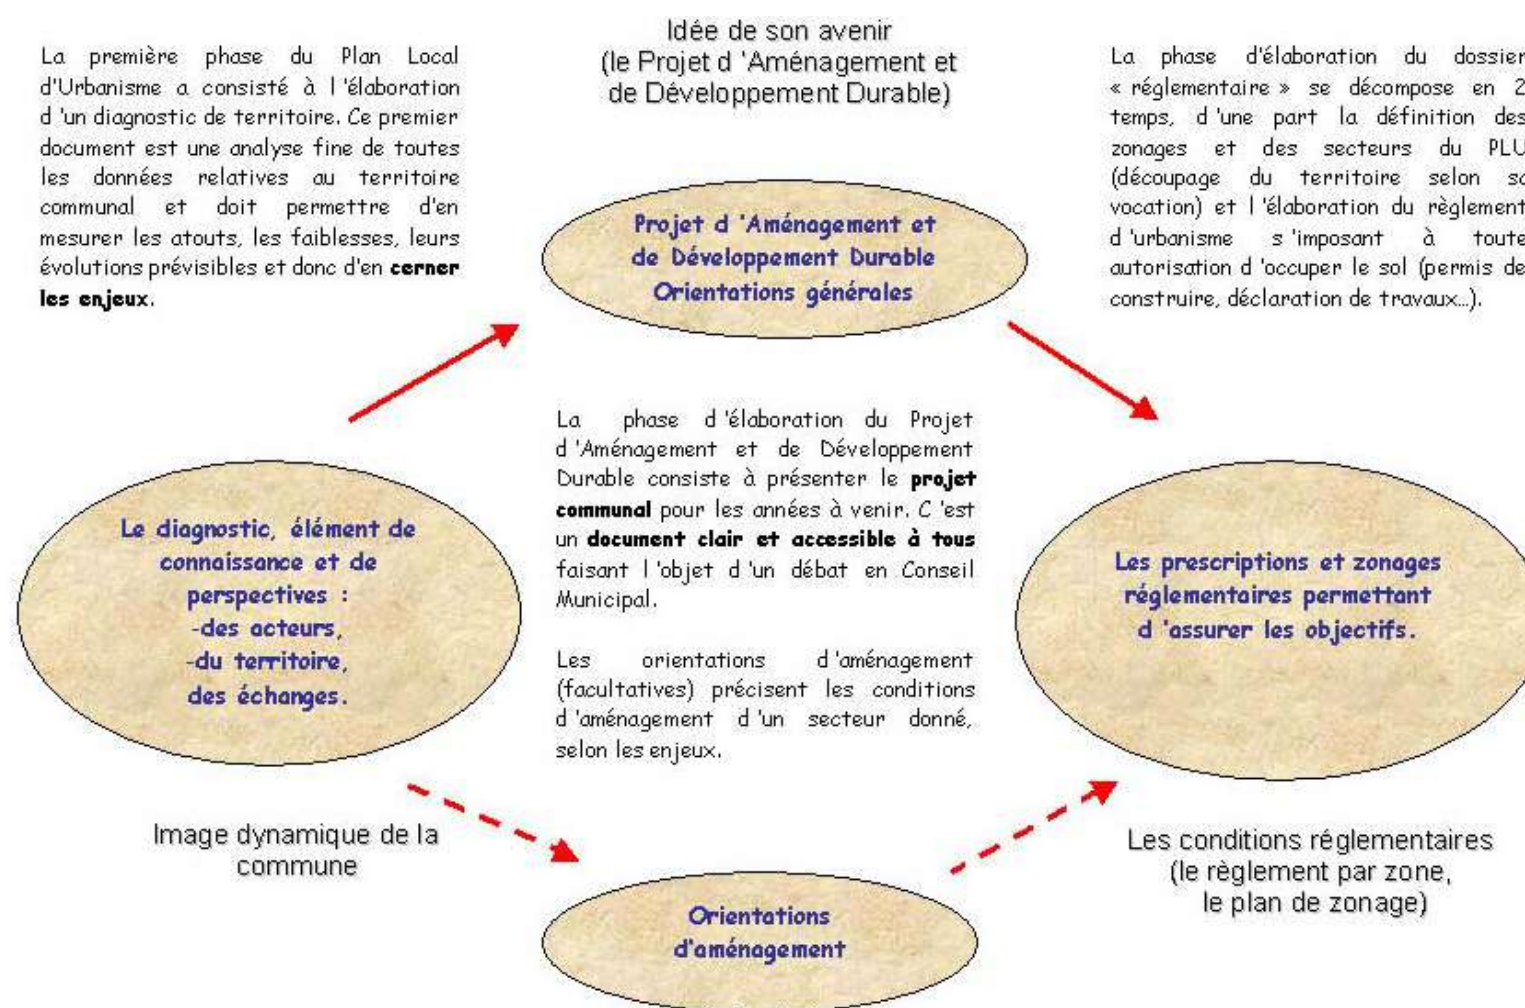 Idée de son avenir
(le Projet d 'Aménagement et
de Développement Durable)
La première phase du Plan Local
d'Urbanisme a consisté à l 'élaboration
d 'un diagnostic de territoire. Ce premier
document est une analyse fine de toutes
les données relatives au territoire
communal et doit permettre d'en
mesurer les atouts, les faiblesses, leurs
évolutions prévisibles et donc d'en cerner
les enjeux.
La phase d'élaboration du dossier
« réglementaire » se décompose en 2
temps, d 'une part la définition des
zonages et des secteurs du PLU
(découpage du territoire selon sa
vocation) et l 'élaboration du règlement
d 'urbanisme s 'imposant à toute
autorisation d 'occuper le sol (permis de
construire, déclaration de travaux...).
Projet d 'Aménagement et
de Développement Durable
Orientations générales
La phase d 'élaboration du Projet
d 'Aménagement et de Développement
Durable consiste à présenter le projet
communal pour les années à venir. C 'est
un document clair et accessible à tous
faisant l 'objet d 'un débat en Conseil
Municipal.
Les orientations d 'aménagement
(facultatives) précisent les conditions
d 'aménagement d 'un secteur donné,
selon les enjeux.
Le diagnostic, élément de
connaissance et de
perspectives :
-des acteurs,
-du territoire,
des échanges.
Les prescriptions et zonages
réglementaires permettant
d 'assurer les objectifs.
Image dynamique de la
commune
Les conditions réglementaires
(le règlement par zone,
le plan de zonage)
Orientations
d'aménagement